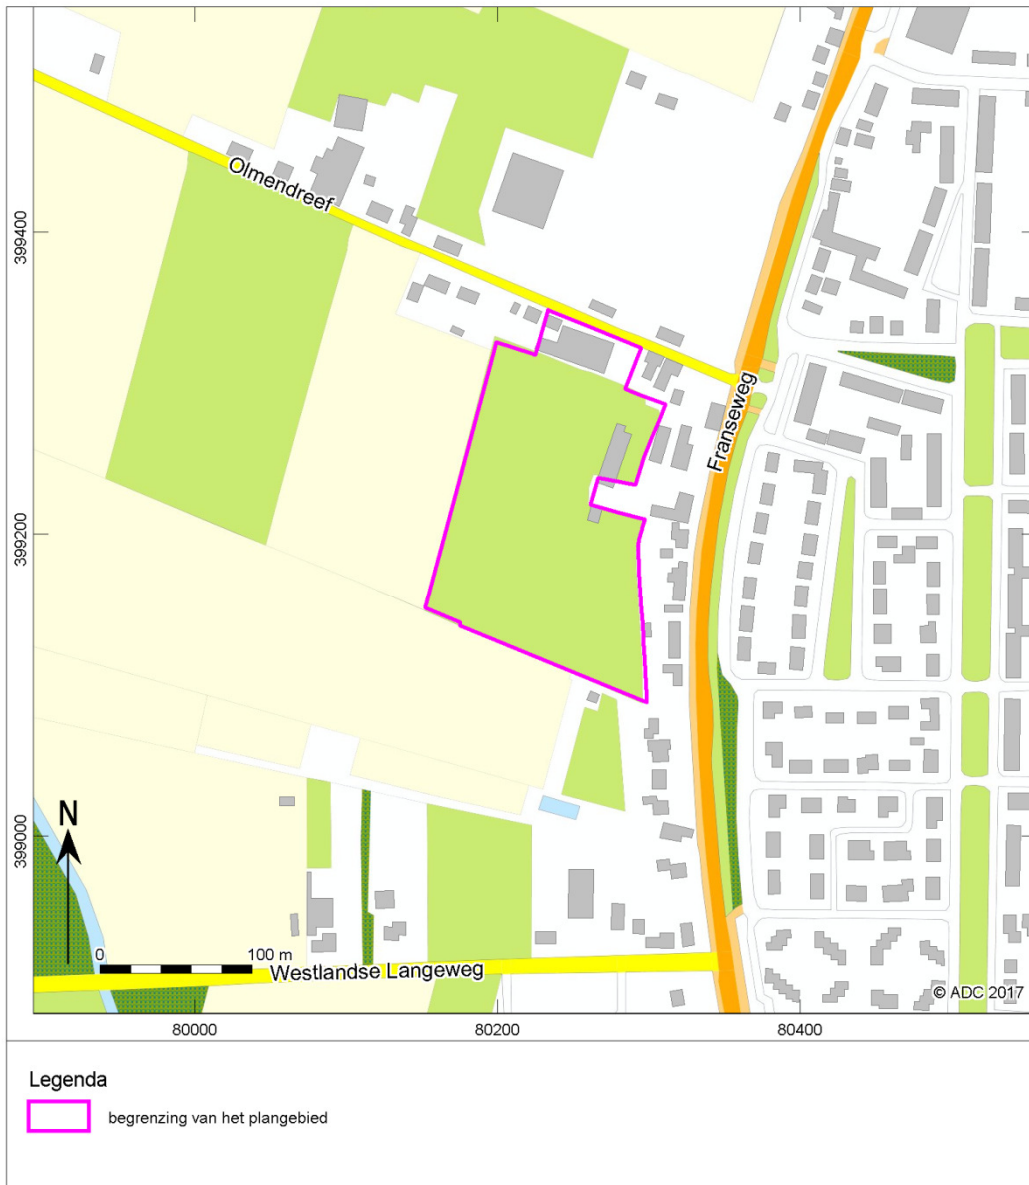 Olmendreef
399400
Franseweg
399200
399000
N
0 100 m
Westlandse Langeweg
© ADC 2017
80000 80200 80400
Legenda
begrenzing van het plangebied